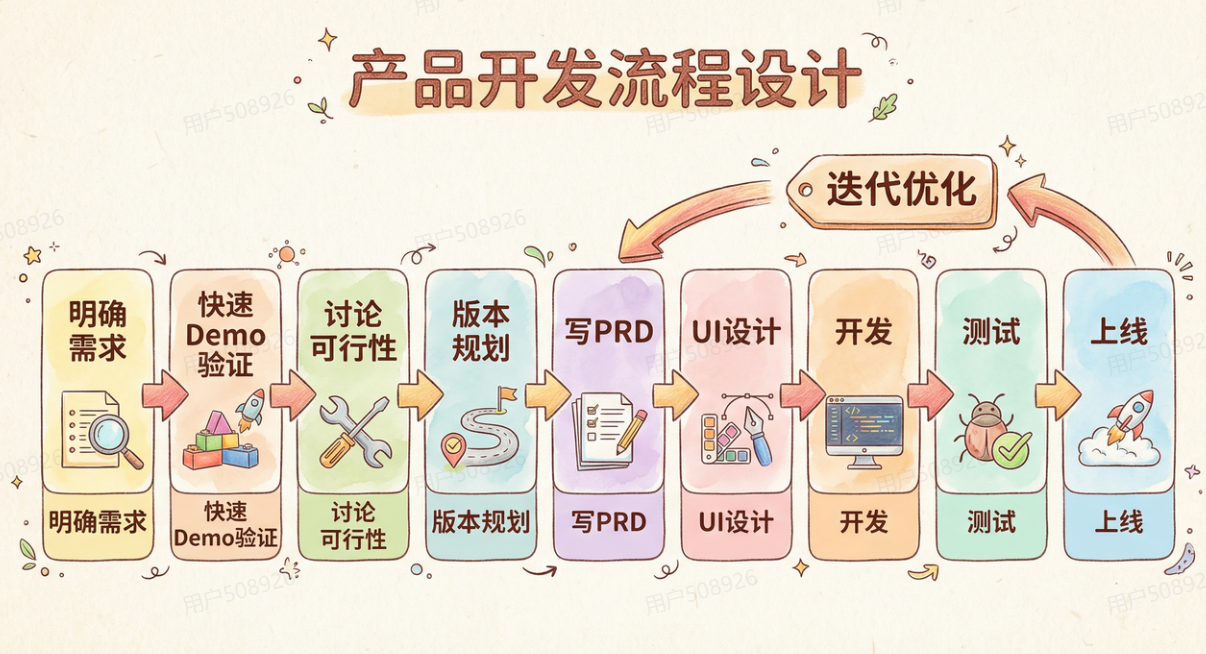 产品开发流程设计
迭代优化
明确
需求
快速
Demo
验证
讨论
可行性
版本
规划
写PRD
UI设计
开发
测试
上线
明确需求
快速
Demo验证
讨论
可行性
版本规划
写PRD
UI设计
开发
测试
上线
用户508926